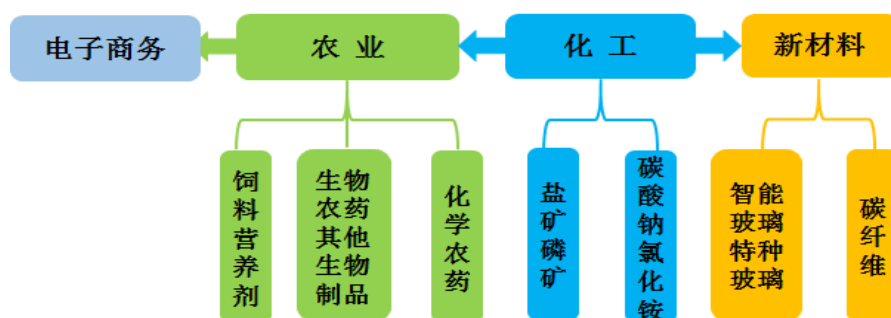 电子商务
农 业
化 工
新材料
饲料营养剂
生物
农药
其他
生物
制品
化学农药
盐矿磷矿
碳酸钠氯化铵
智能
玻璃
特种
玻璃
碳纤维